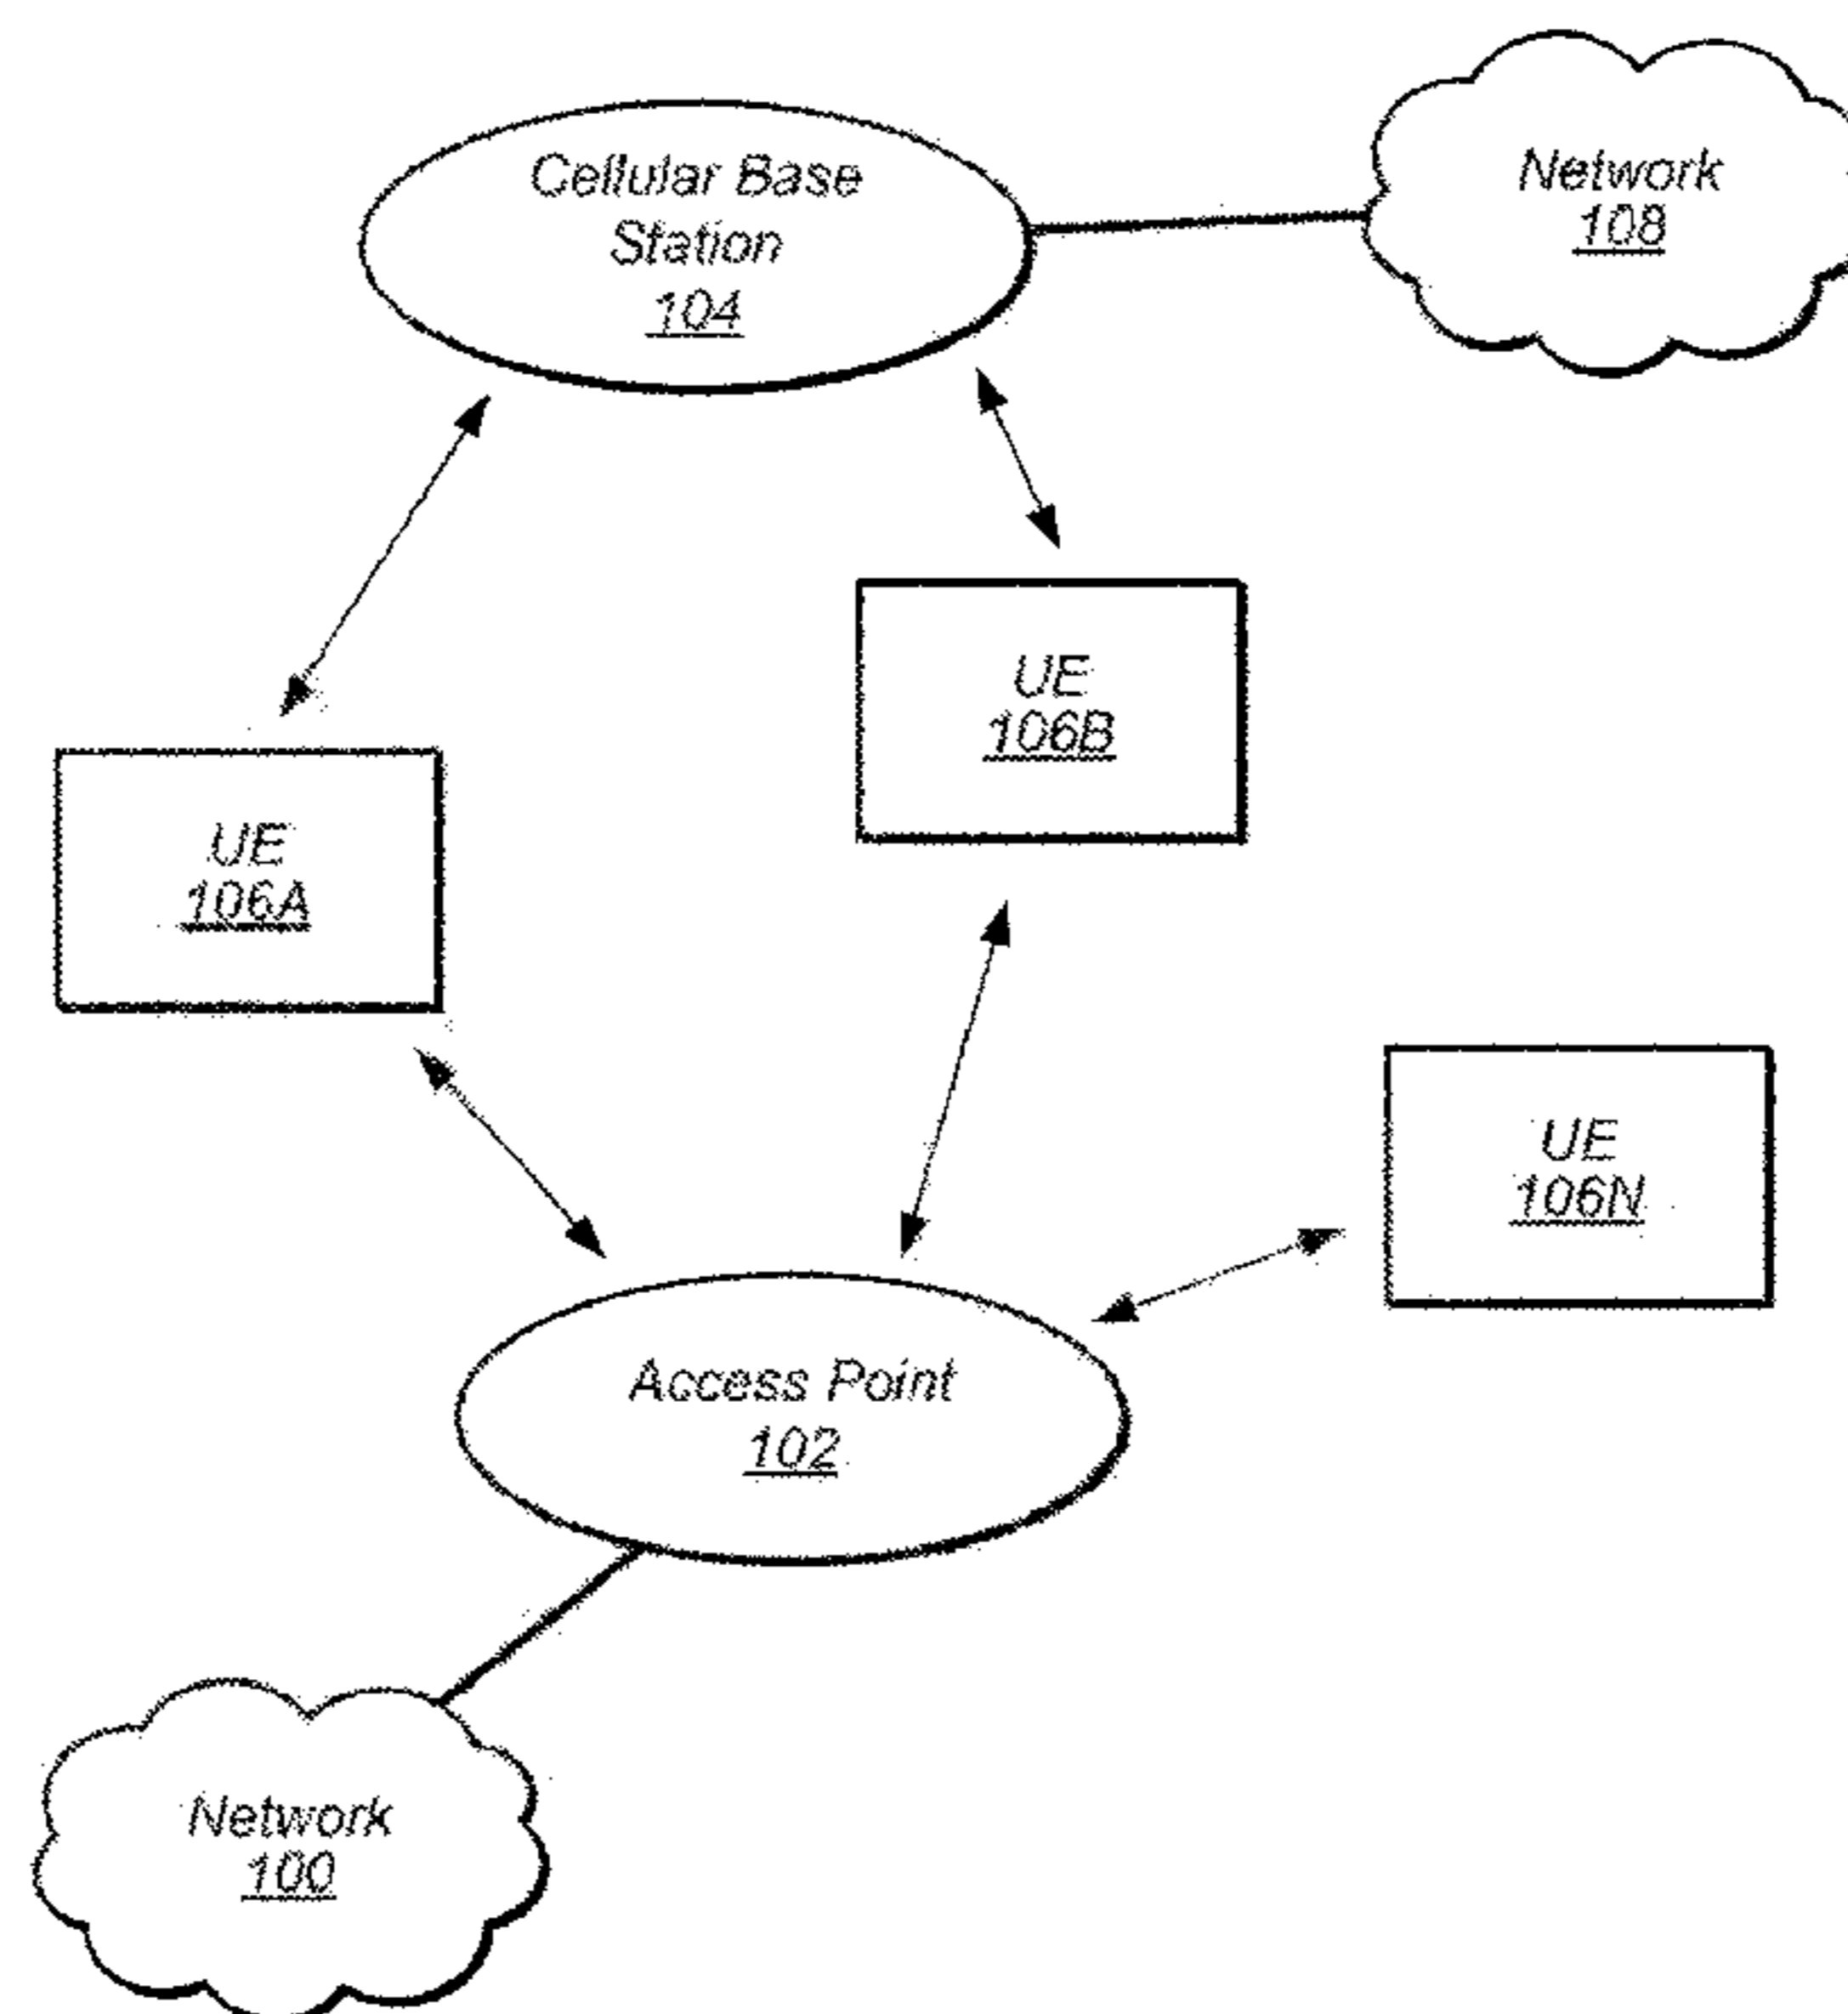 Cellular Base
Station
104
Network
108
UE
106B
UE
106A
UE
106N
Access Point
102
Network
100